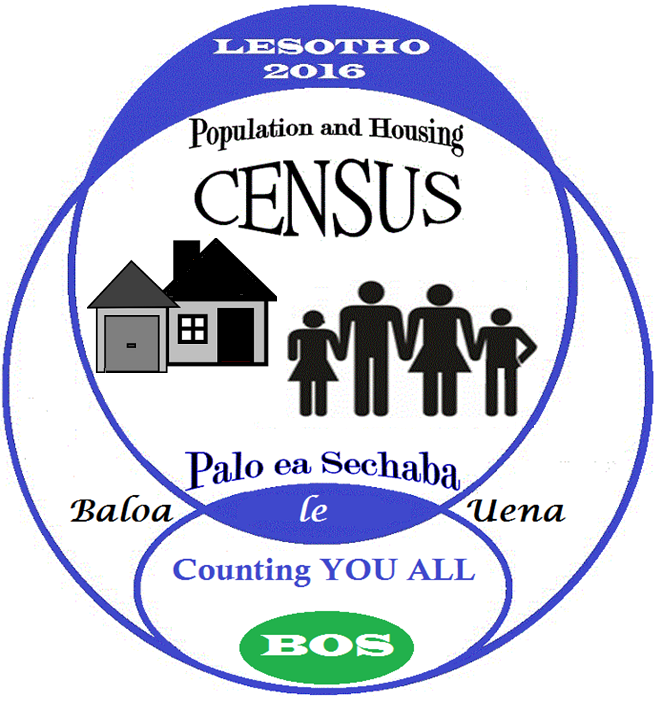 LESOTHO
2016
Population and Housing
CENSUS
Palo ea Sechaba
Baloa le Uena
Counting YOU ALL
BOS